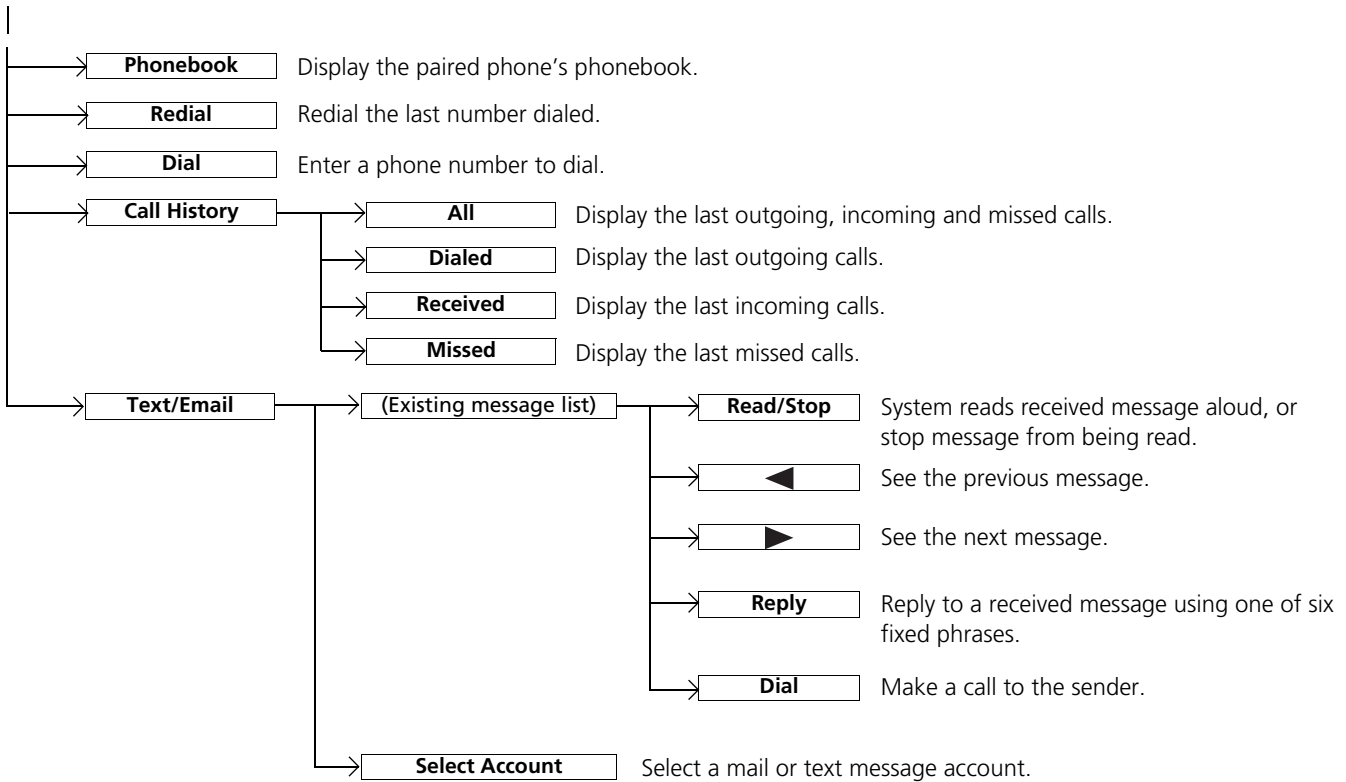 Phonebook Display the paired phone's phonebook.
Redial Redial the last number dialed.
Dial Enter a phone number to dial.
Call History All Display the last outgoing, incoming and missed calls.
Dialed Display the last outgoing calls.
Received Display the last incoming calls.
Missed Display the last missed calls.
Text/Email (Existing message list) Read/Stop System reads received message aloud, or
stop message from being read.
See the previous message.
See the next message.
Reply Reply to a received message using one of six
fixed phrases.
Dial Make a call to the sender.
Select Account Select a mail or text message account.